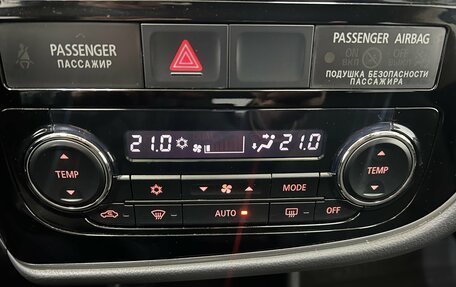 PASSENGER
ПАССАЖИР
PASSENGER AIRBAG
ON OFF
ВКЛ ВЫКЛ
ПОДУШКА БЕЗОПАСНОСТИ
ПАССАЖИРА
21.0 21.0
TEMP
TEMP
MODE
AUTO
OFF